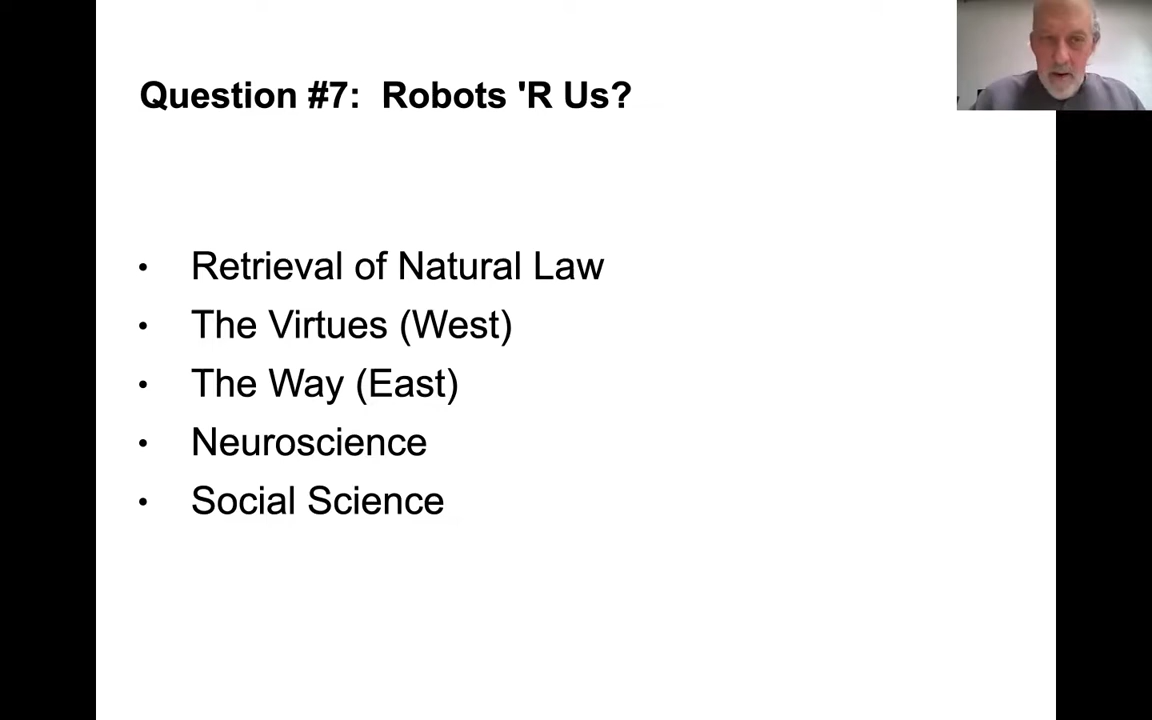 Question #7:  Robots 'R Us?
• Retrieval of Natural Law
• The Virtues (West)
• The Way (East)
• Neuroscience
• Social Science